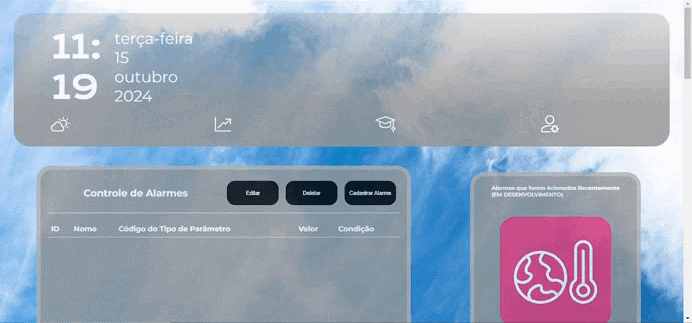 11:
19
terça-feira
15
outubro
2024
Controle de Alarmes
Editar
Deletar
Cadastrar Alarme
ID Nome Código do Tipo de Parâmetro Valor Condição
Alarmes que foram Acionados Recentemente
(EM DESENVOLVIMENTO)